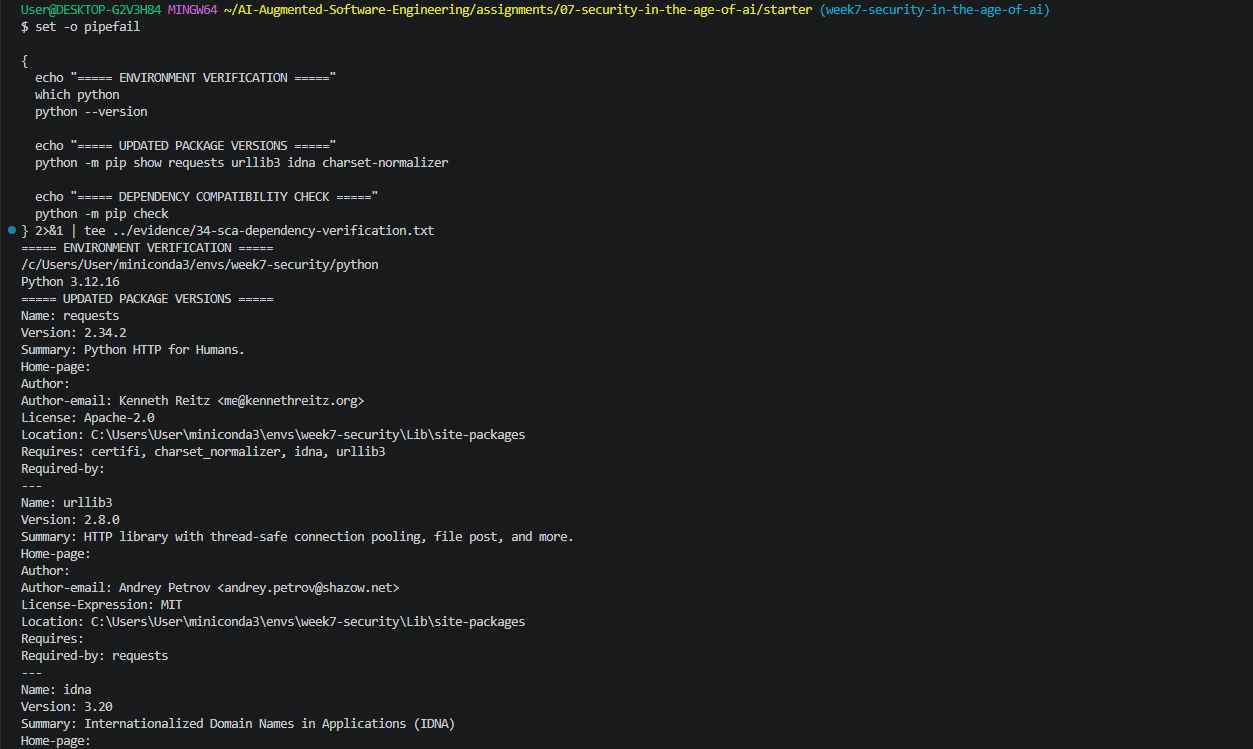 User@DESKTOP-G2V3H84 MINGW64 ~/AI-Augmented-Software-Engineering/assignments/07-security-in-the-age-of-ai/starter (week7-security-in-the-age-of-ai)
$ set -o pipefail

{
  echo "===== ENVIRONMENT VERIFICATION ====="
  which python
  python --version

  echo "===== UPDATED PACKAGE VERSIONS ====="
  python -m pip show requests urllib3 idna charset-normalizer

  echo "===== DEPENDENCY COMPATIBILITY CHECK ====="
  python -m pip check
} 2>&1 | tee ../evidence/34-sca-dependency-verification.txt
===== ENVIRONMENT VERIFICATION =====
/c/Users/User/miniconda3/envs/week7-security/python
Python 3.12.16
===== UPDATED PACKAGE VERSIONS =====
Name: requests
Version: 2.34.2
Summary: Python HTTP for Humans.
Home-page:
Author:
Author-email: Kenneth Reitz <me@kennethreitz.org>
License: Apache-2.0
Location: C:\Users\User\miniconda3\envs\week7-security\Lib\site-packages
Requires: certifi, charset_normalizer, idna, urllib3
Required-by:
---
Name: urllib3
Version: 2.8.0
Summary: HTTP library with thread-safe connection pooling, file post, and more.
Home-page:
Author:
Author-email: Andrey Petrov <andrey.petrov@shazow.net>
License-Expression: MIT
Location: C:\Users\User\miniconda3\envs\week7-security\Lib\site-packages
Requires:
Required-by: requests
---
Name: idna
Version: 3.20
Summary: Internationalized Domain Names in Applications (IDNA)
Home-page: